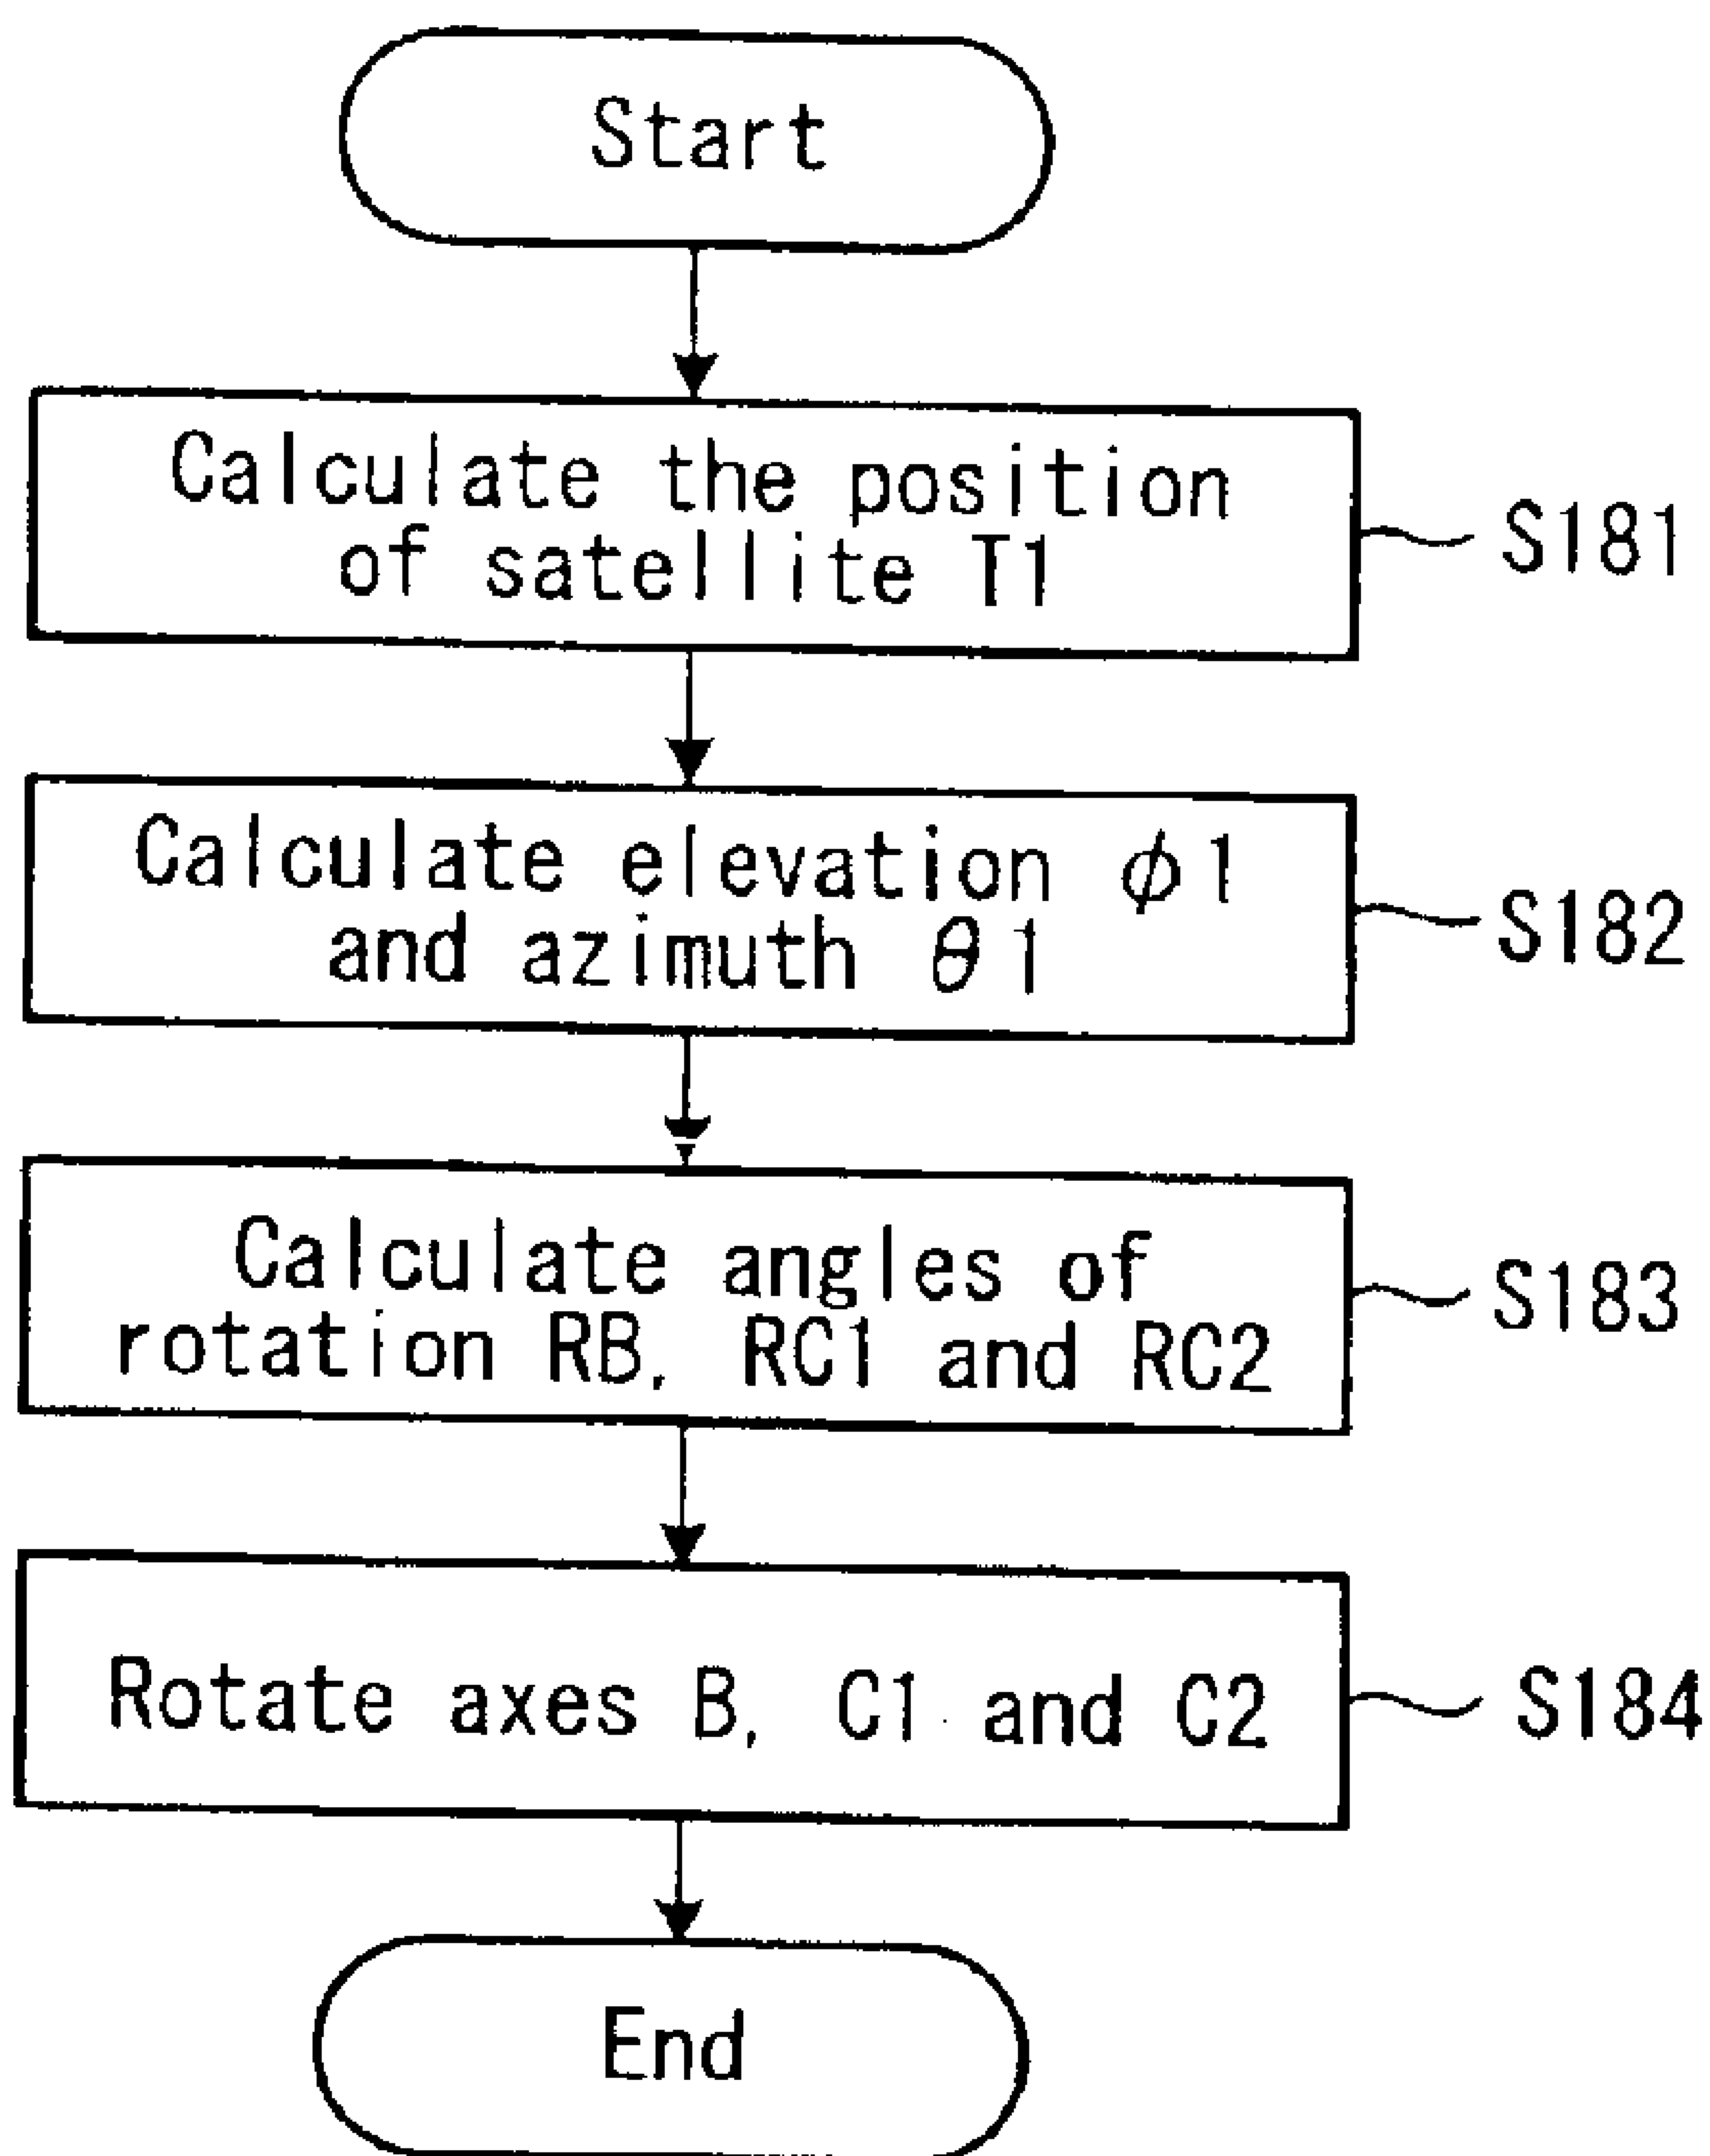 Start
Calculate the position
of satellite T1
S181
Calculate elevation φ1
and azimuth θ1
S182
Calculate angles of
rotation RB, RC1 and RC2
S183
Rotate axes B, C1 and C2
S184
End